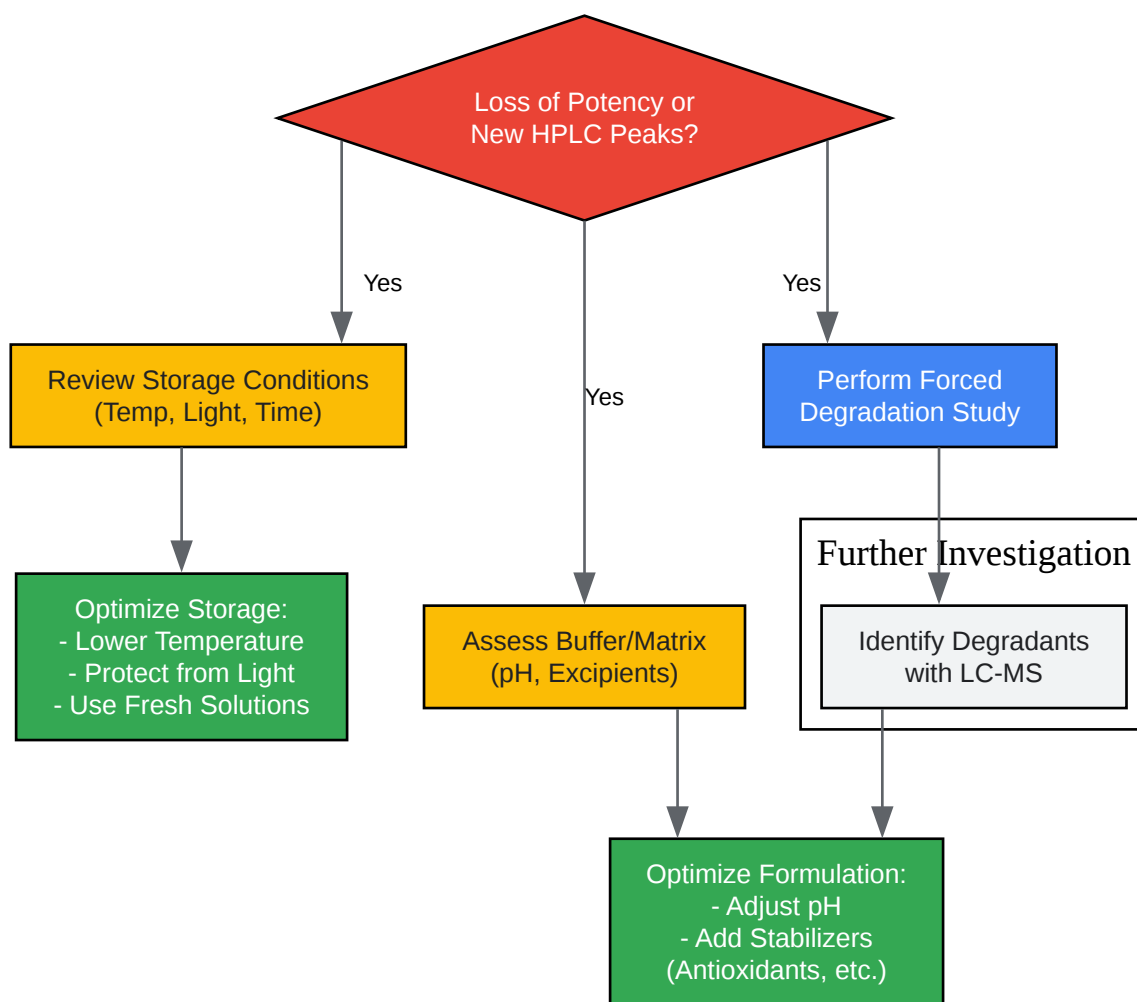 Loss of Potency or
New HPLC Peaks?
Yes
Yes
Yes
Review Storage Conditions
(Temp, Light, Time)
Perform Forced
Degradation Study
Further Investigation
Optimize Storage:
- Lower Temperature
- Protect from Light
- Use Fresh Solutions
Assess Buffer/Matrix
(pH, Excipients)
Identify Degradants
with LC-MS
Optimize Formulation:
- Adjust pH
- Add Stabilizers
(Antioxidants, etc.)